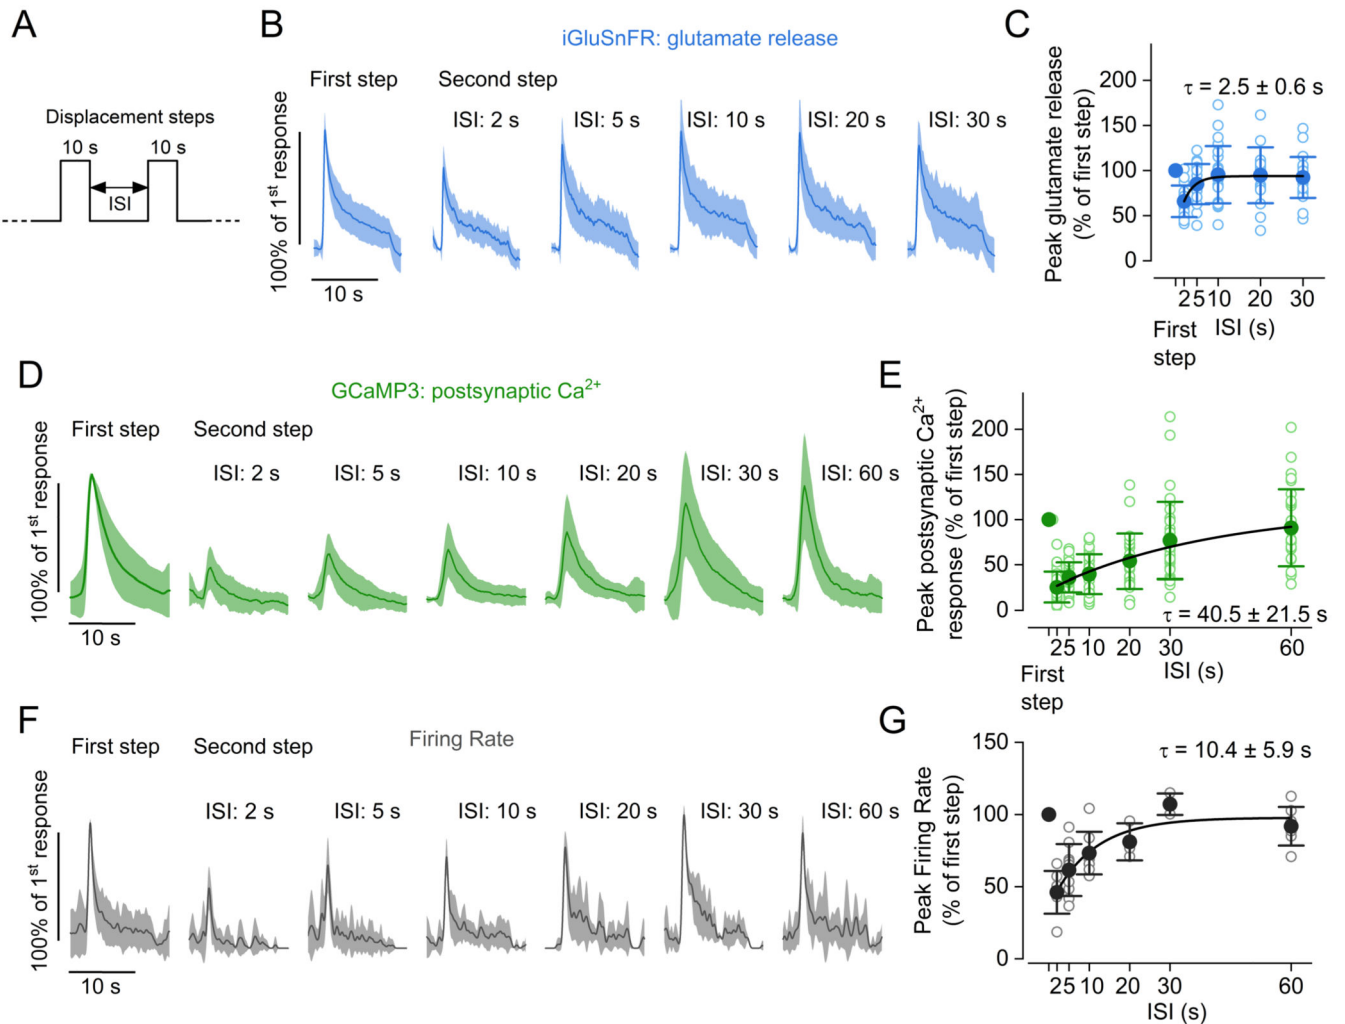 A
Displacement steps
10 s 10 s
ISI
B
iGluSnFR: glutamate release
First step Second step
ISI: 2 s ISI: 5 s ISI: 10 s ISI: 20 s ISI: 30 s
100% of 1st response
10 s
C
τ = 2.5 ± 0.6 s
Peak glutamate release
(% of first step)
200
150
100
50
0
2 5 10 20 30
First
step
ISI (s)
D
GCaMP3: postsynaptic Ca2+
First step Second step
ISI: 2 s ISI: 5 s ISI: 10 s ISI: 20 s ISI: 30 s ISI: 60 s
100% of 1st response
10 s
E
Peak postsynaptic Ca2+
response (% of first step)
200
150
100
50
0
τ = 40.5 ± 21.5 s
2 5 10 20 30 60
ISI (s)
First
step
F
Firing Rate
First step Second step
ISI: 2 s ISI: 5 s ISI: 10 s ISI: 20 s ISI: 30 s ISI: 60 s
100% of 1st response
10 s
G
τ = 10.4 ± 5.9 s
Peak Firing Rate
(% of first step)
150
100
50
0
2 5 10 20 30 60
ISI (s)